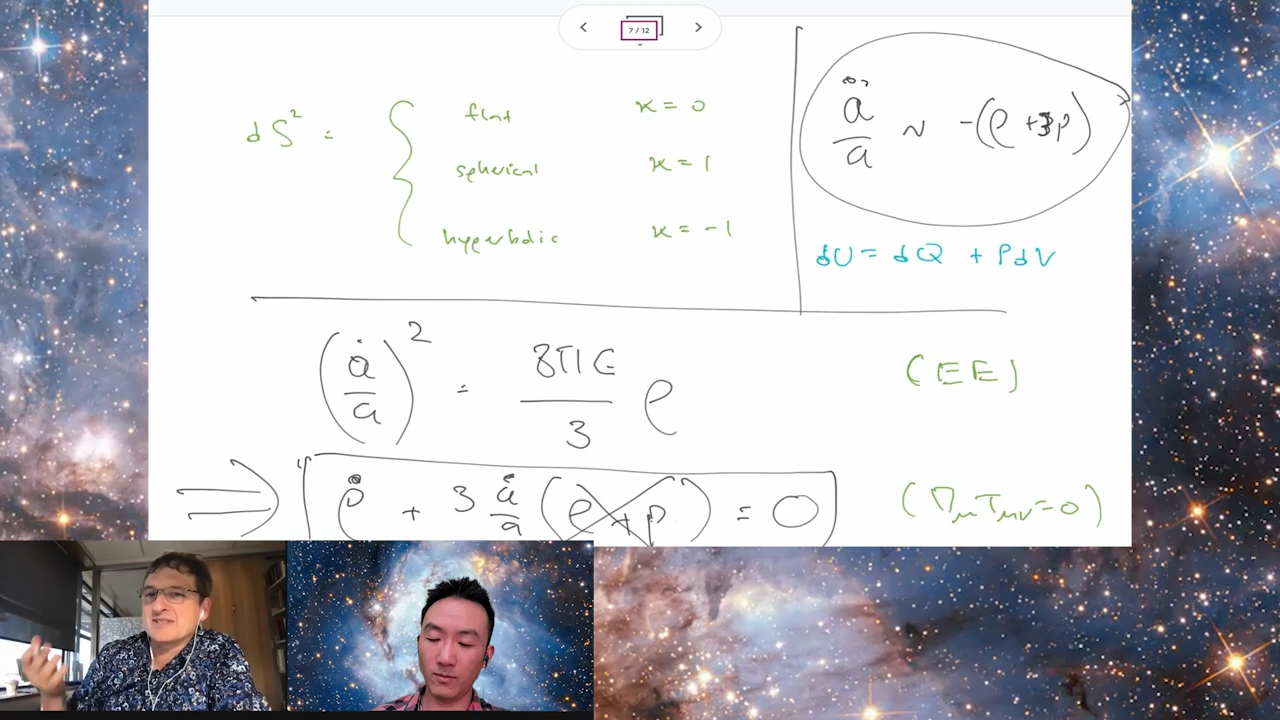 7 / 12
dS² = { flat κ = 0
spherical κ = 1
hyperbolic κ = -1
ä/a ~ -(ρ + 3p)
dU = dQ + PdV
(ȧ/a)² = 8πG/3 ρ (EE)
⟹ ρ̇ + 3 ȧ/a (ρ + p) = 0 (∇μTμν = 0)